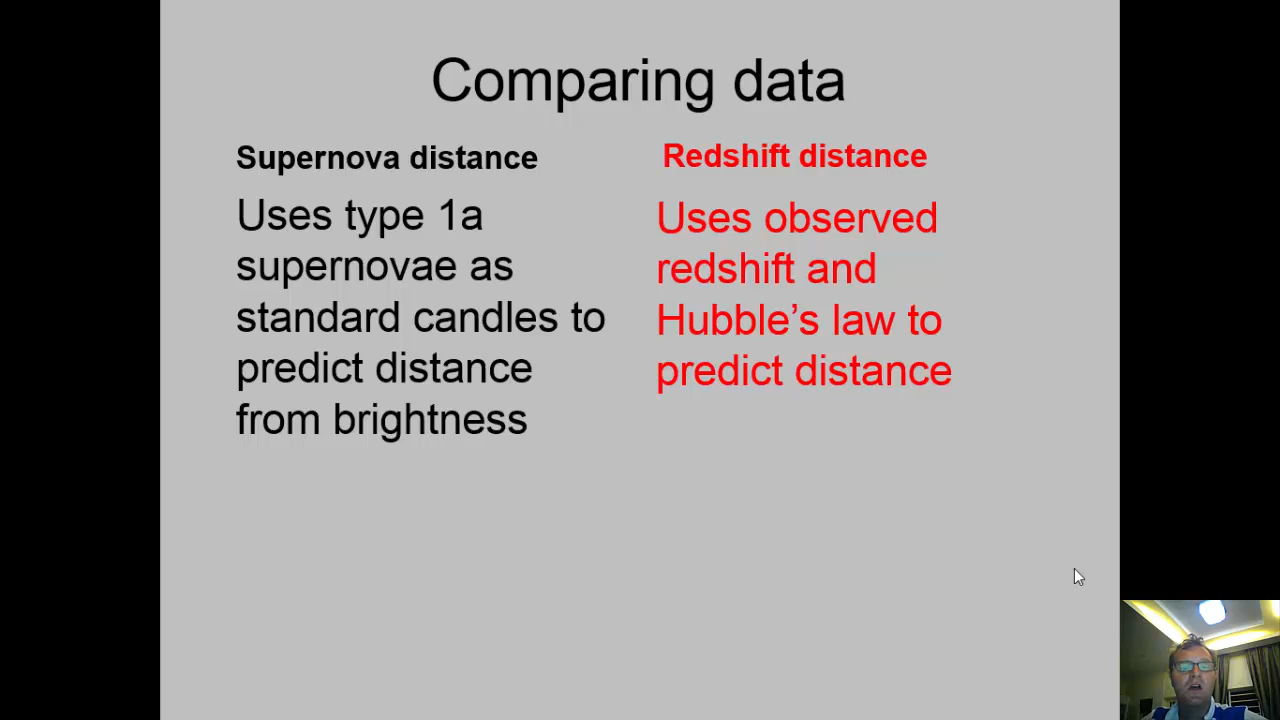 Comparing data
Supernova distance
Uses type 1a
supernovae as
standard candles to
predict distance
from brightness
Redshift distance
Uses observed
redshift and
Hubble’s law to
predict distance